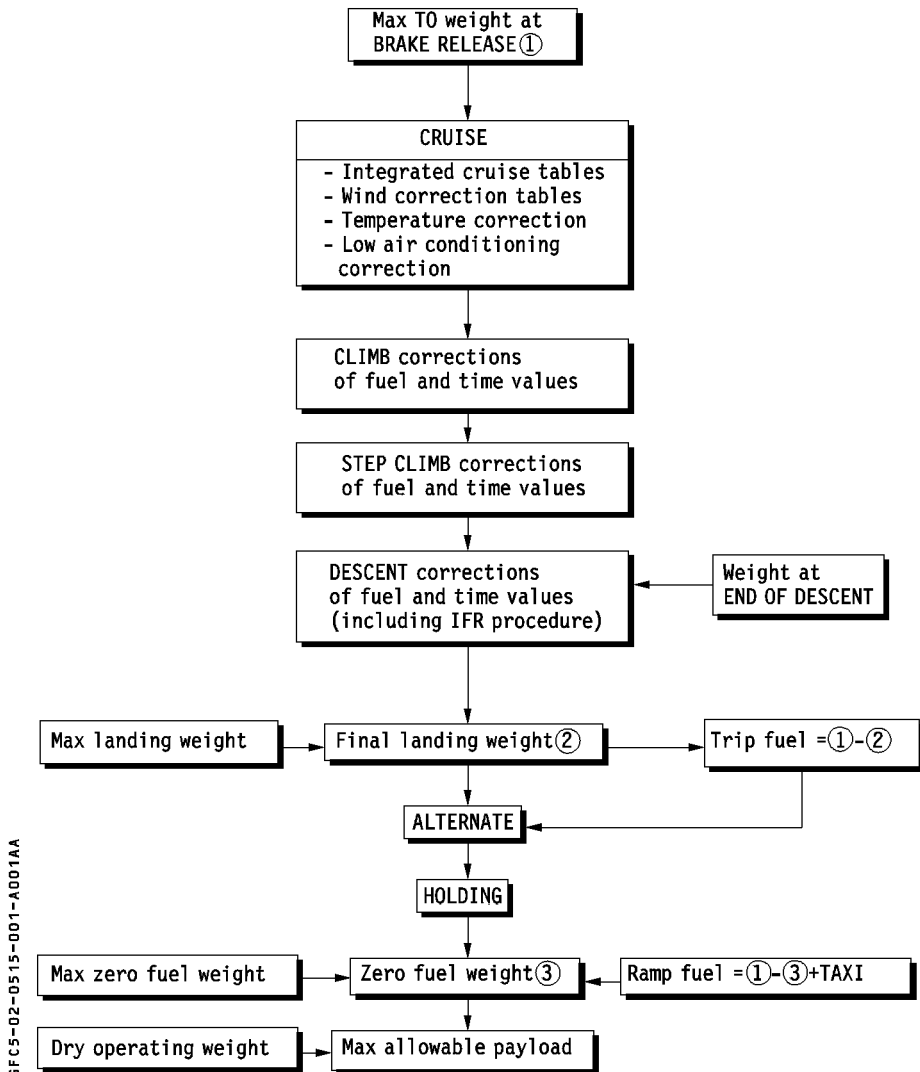 Max TO weight at
BRAKE RELEASE①
CRUISE
- Integrated cruise tables
- Wind correction tables
- Temperature correction
- Low air conditioning
correction
CLIMB corrections
of fuel and time values
STEP CLIMB corrections
of fuel and time values
DESCENT corrections
of fuel and time values
(including IFR procedure)
Weight at
END OF DESCENT
Max landing weight
Final landing weight②
Trip fuel =①-②
ALTERNATE
HOLDING
Max zero fuel weight
Zero fuel weight③
Ramp fuel =①-③+TAXI
Dry operating weight
Max allowable payload
GFC5-02-0515-001-A001AA